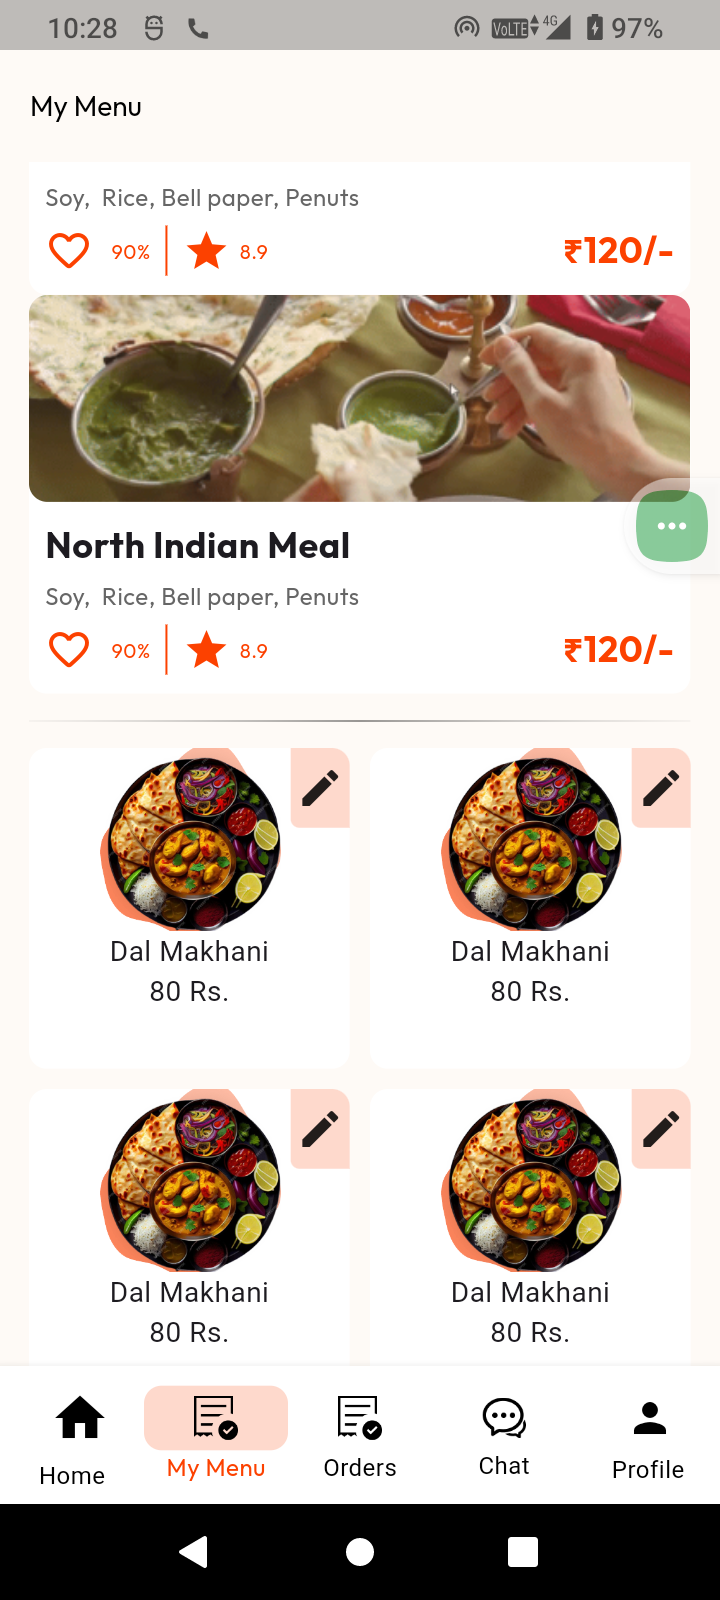 10:28 VoLTE 4G 97%
My Menu
Soy,  Rice, Bell paper, Penuts
90% 8.9 ₹120/-
North Indian Meal
Soy,  Rice, Bell paper, Penuts
90% 8.9 ₹120/-
Dal Makhani Dal Makhani
80 Rs. 80 Rs.
Dal Makhani Dal Makhani
80 Rs. 80 Rs.
Home My Menu Orders Chat Profile